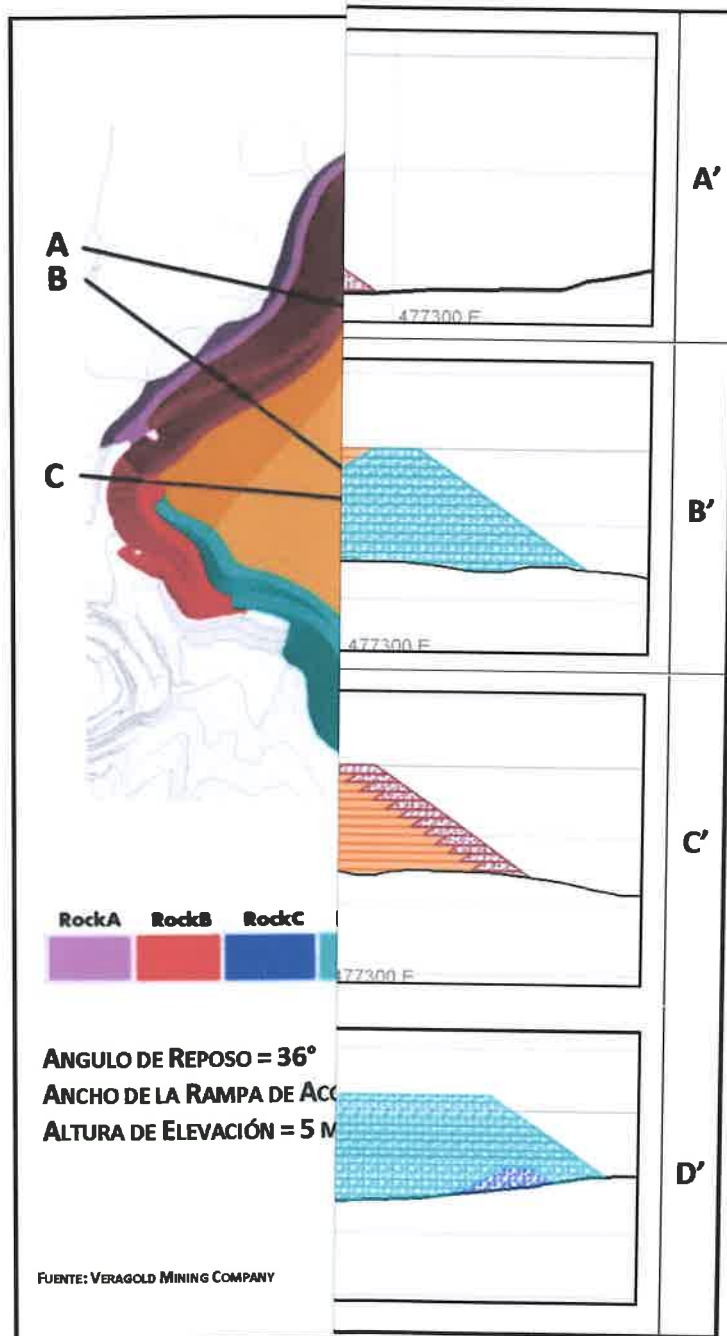 A
B
C
RockA RockB RockC
ANGULO DE REPOSO = 36°
ANCHO DE LA RAMPA DE
ALTURA DE ELEVACIÓN = 5
FUENTE: VERAGOLD MINING COMPANY
477300 E
A'
477300 E
B'
477300 E
C'
D'